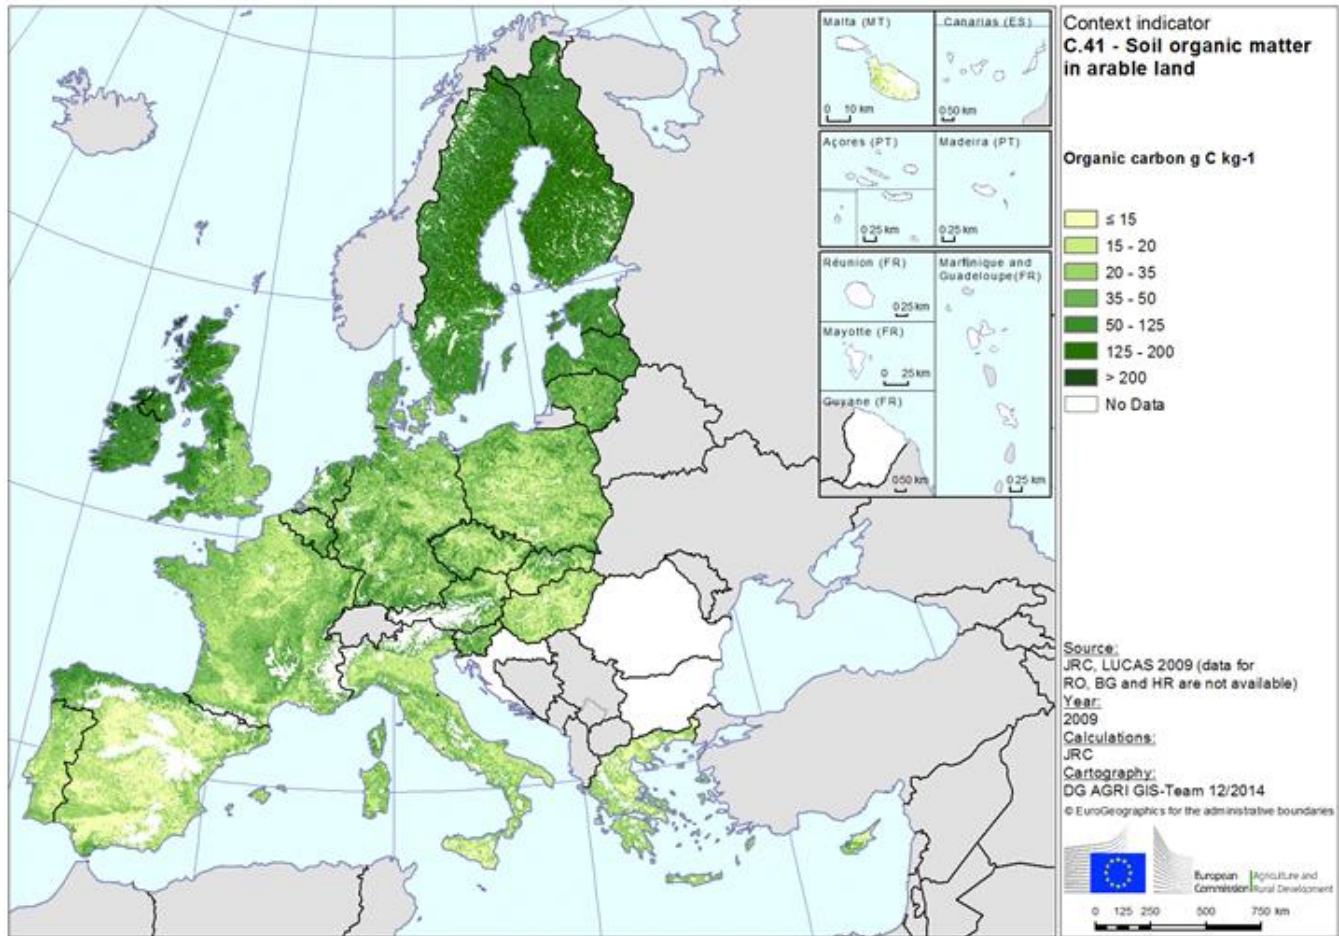 Malta (MT)
0 10 km
Canarias (ES)
0 50 km
Açores (PT)
0 25 km
Madeira (PT)
0 25 km
Réunion (FR)
0 25 km
Mayotte (FR)
0 25 km
Guyane (FR)
0 50 km
Martinique and
Guadeloupe(FR)
0 25 km
Context indicator
C.41 - Soil organic matter
in arable land
Organic carbon g C kg-1
≤ 15
15 - 20
20 - 35
35 - 50
50 - 125
125 - 200
> 200
No Data
Source:
JRC, LUCAS 2009 (data for
RO, BG and HR are not available)
Year:
2009
Calculations:
JRC
Cartography:
DG AGRI GIS-Team 12/2014
© EuroGeographics for the administrative boundaries
European
Commission
Agriculture and
Rural Development
0 125 250 500 750 km